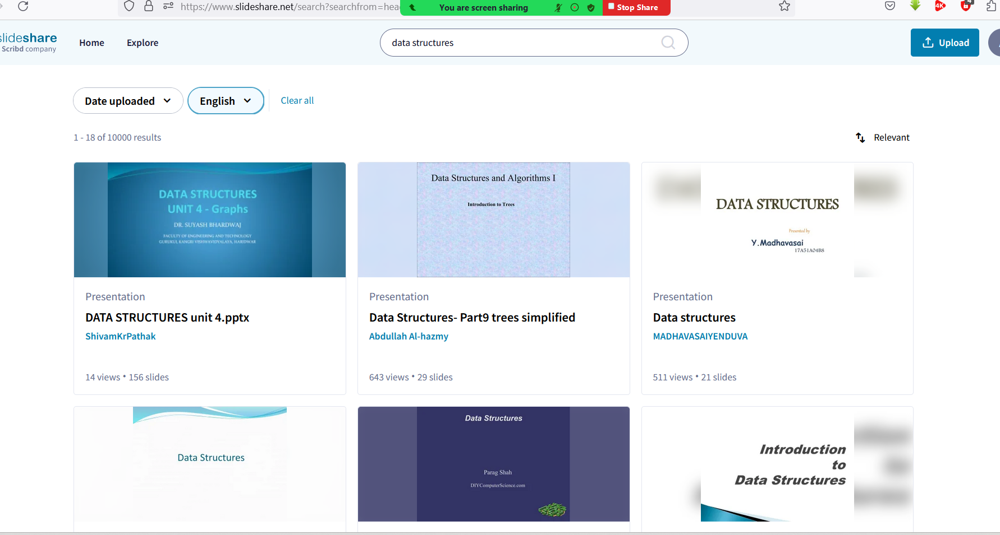 https://www.slideshare.net/search?searchfrom=hea
You are screen sharing
Stop Share
4K
4
slideshare
Scribd company
Home
Explore
data structures
Upload
Date uploaded
English
Clear all
1 - 18 of 10000 results
Relevant
DATA STRUCTURES
UNIT 4 - Graphs
DR. SUYASH BHARDWAJ
FACULTY OF ENGINEERING AND TECHNOLOGY
GURUKUL KANGRI VISHWAVIDYALAYA, HARIDWAR
Presentation
DATA STRUCTURES unit 4.pptx
ShivamKrPathak
14 views • 156 slides
Data Structures and Algorithms I
Introduction to Trees
Presentation
Data Structures- Part9 trees simplified
Abdullah Al-hazmy
643 views • 29 slides
DATA STRUCTURES
Presented by
Y.Madhavasai
17A51A04B8
Presentation
Data structures
MADHAVASAIYENDUVA
511 views • 21 slides
Data Structures
Data Structures
Parag Shah
DIYComputerScience.com
Introduction
to
Data Structures